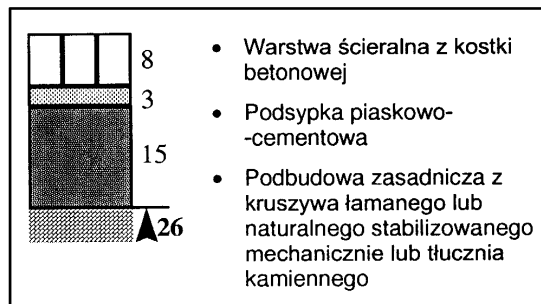 8
3
15
26
• Warstwa ścieralna z kostki
betonowej
• Podsypka piaskowo-
-cementowa
• Podbudowa zasadnicza z
kruszywa łamanego lub
naturalnego stabilizowanego
mechanicznie lub tłucznia
kamiennego